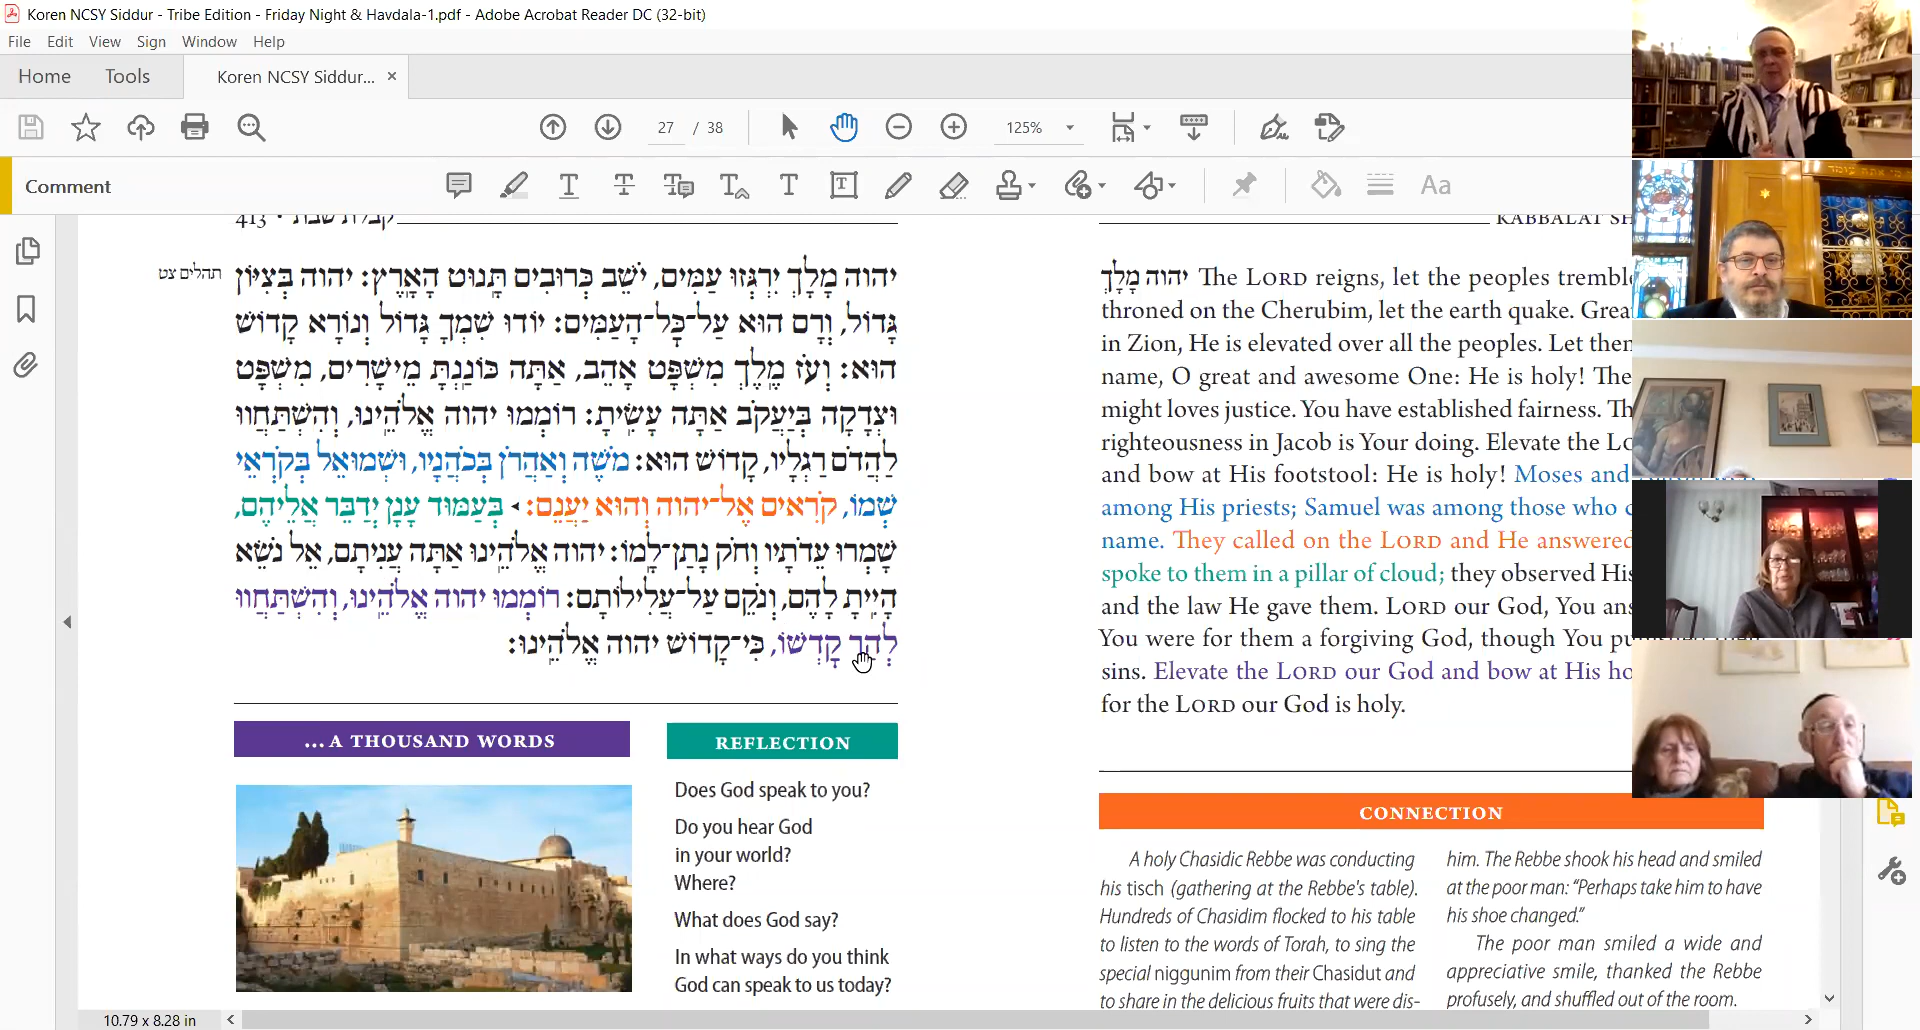 Koren NCSY Siddur - Tribe Edition - Friday Night & Havdala-1.pdf - Adobe Acrobat Reader DC (32-bit)
File Edit View Sign Window Help
Home Tools Koren NCSY Siddur... ×
27 / 38 125%
Comment
413 • קבלת שבת
תהלים צט
יהוה מָלָךְ יִרְגְּזוּ עַמִּים, יֹשֵׁב כְּרוּבִים תָּנוּט הָאָרֶץ: יהוה בְּצִיּוֹן
גָּדוֹל, וְרָם הוּא עַל־כָּל־הָעַמִּים: יוֹדוּ שִׁמְךָ גָּדוֹל וְנוֹרָא קָדוֹשׁ
הוּא: וְעֹז מֶלֶךְ מִשְׁפָּט אָהֵב, אַתָּה כּוֹנַנְתָּ מֵישָׁרִים, מִשְׁפָּט
וּצְדָקָה בְּיַעֲקֹב אַתָּה עָשִׂיתָ: רוֹמְמוּ יהוה אֱלֹהֵינוּ, וְהִשְׁתַּחֲווּ
לַהֲדֹם רַגְלָיו, קָדוֹשׁ הוּא: מֹשֶׁה וְאַהֲרֹן בְּכֹהֲנָיו, וּשְׁמוּאֵל בְּקֹרְאֵי
שְׁמוֹ, קֹרִאים אֶל־יהוה וְהוּא יַעֲנֵם: ◂ בְּעַמּוּד עָנָן יְדַבֵּר אֲלֵיהֶם,
שָׁמְרוּ עֵדֹתָיו וְחֹק נָתַן־לָמוֹ: יהוה אֱלֹהֵינוּ אַתָּה עֲנִיתָם, אֵל נֹשֵׂא
הָיִיתָ לָהֶם, וְנֹקֵם עַל־עֲלִילוֹתָם: רוֹמְמוּ יהוה אֱלֹהֵינוּ, וְהִשְׁתַּחֲווּ
לְהַר קָדְשׁוֹ, כִּי־קָדוֹשׁ יהוה אֱלֹהֵינוּ:
...A THOUSAND WORDS
REFLECTION
Does God speak to you?
Do you hear God
in your world?
Where?
What does God say?
In what ways do you think
God can speak to us today?
KABBALAT SH
יהוה מָלָךְ The LORD reigns, let the peoples tremble
throned on the Cherubim, let the earth quake. Grea
in Zion, He is elevated over all the peoples. Let then
name, O great and awesome One: He is holy! The
might loves justice. You have established fairness. Th
righteousness in Jacob is Your doing. Elevate the Lo
and bow at His footstool: He is holy! Moses and
among His priests; Samuel was among those who c
name. They called on the LORD and He answered
spoke to them in a pillar of cloud; they observed His
and the law He gave them. LORD our God, You ans
You were for them a forgiving God, though You pu
sins. Elevate the LORD our God and bow at His ho
for the LORD our God is holy.
CONNECTION
A holy Chasidic Rebbe was conducting
his tisch (gathering at the Rebbe's table).
Hundreds of Chasidim flocked to his table
to listen to the words of Torah, to sing the
special niggunim from their Chasidut and
to share in the delicious fruits that were dis-
him. The Rebbe shook his head and smiled
at the poor man: "Perhaps take him to have
his shoe changed."
The poor man smiled a wide and
appreciative smile, thanked the Rebbe
profusely, and shuffled out of the room.
10.79 x 8.28 in